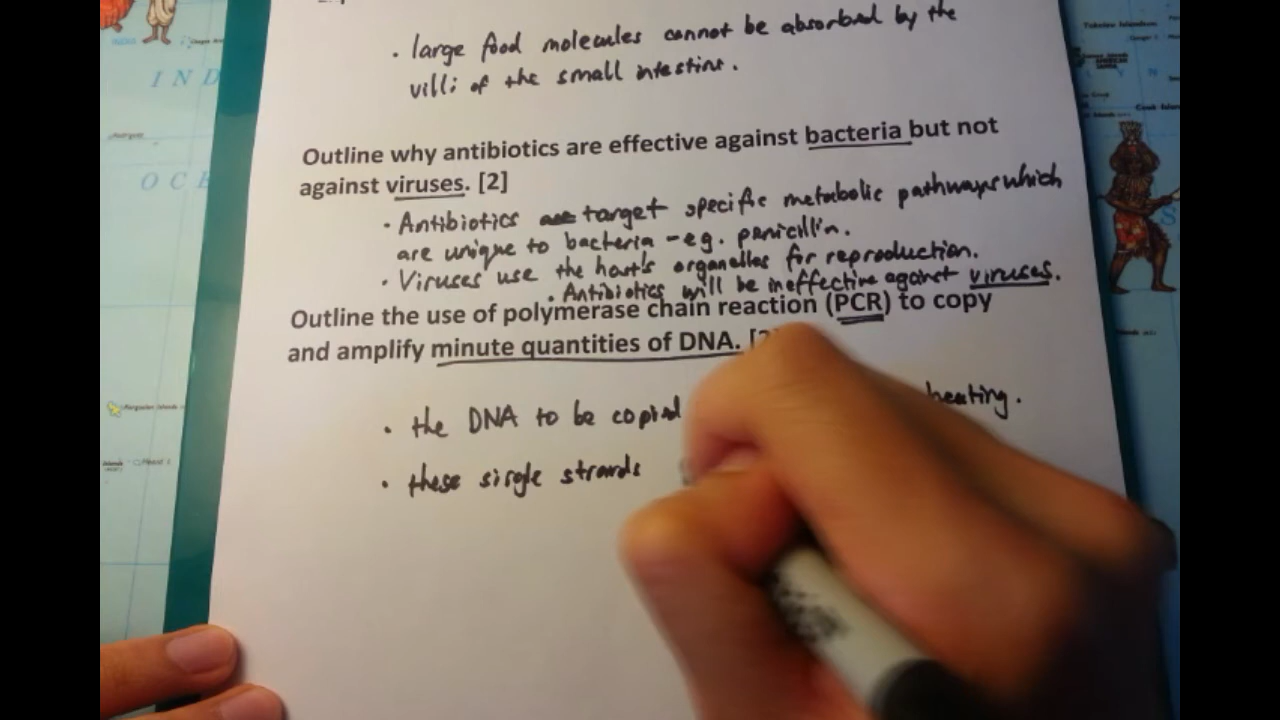 large food molecules cannot be absorbed by the
villi of the small intestine.
Outline why antibiotics are effective against bacteria but not
against viruses. [2]
• Antibiotics target specific metabolic pathways which
are unique to bacteria - eg. penicillin.
• Viruses use the host's organelles for reproduction.
• Antibiotics will be ineffective against viruses.
Outline the use of polymerase chain reaction (PCR) to copy
and amplify minute quantities of DNA.
• the DNA to be copied heating.
• these single strands
IND
OCE